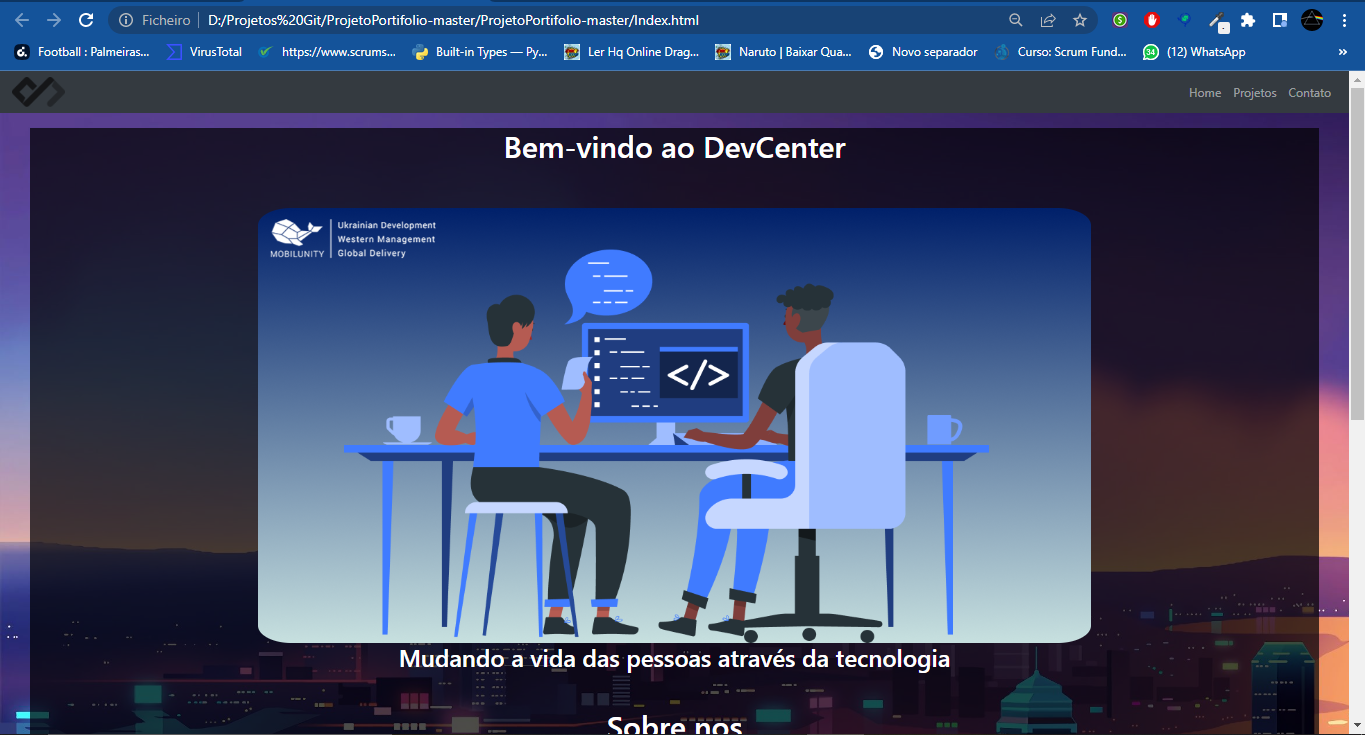 Ficheiro | D:/Projetos%20Git/ProjetoPortifolio-master/ProjetoPortifolio-master/Index.html
Football : Palmeiras... VirusTotal https://www.scrums... Built-in Types — Py... Ler Hq Online Drag... Naruto | Baixar Qua... Novo separador Curso: Scrum Fund... 34 (12) WhatsApp »
Home Projetos Contato
Bem-vindo ao DevCenter
MOBILUNITY
Ukrainian Development
Western Management
Global Delivery
</>
Mudando a vida das pessoas através da tecnologia
Sobre nos